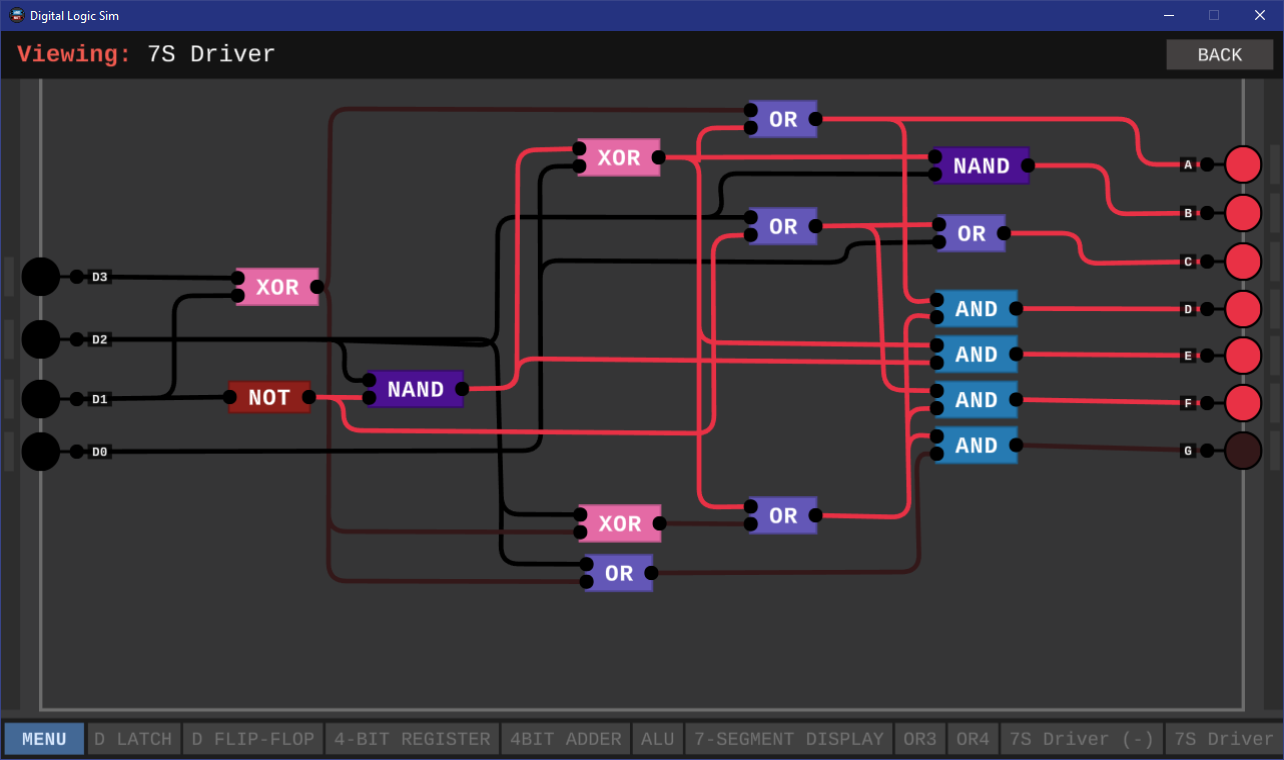 Digital Logic Sim
Viewing: 7S Driver
BACK
OR
XOR
NAND
A
B
OR
OR
C
D3
XOR
AND
D
D2
AND
E
NOT
NAND
D1
AND
F
AND
G
D0
XOR
OR
OR
MENU
D LATCH
D FLIP-FLOP
4-BIT REGISTER
4BIT ADDER
ALU
7-SEGMENT DISPLAY
OR3
OR4
7S Driver (-)
7S Driver